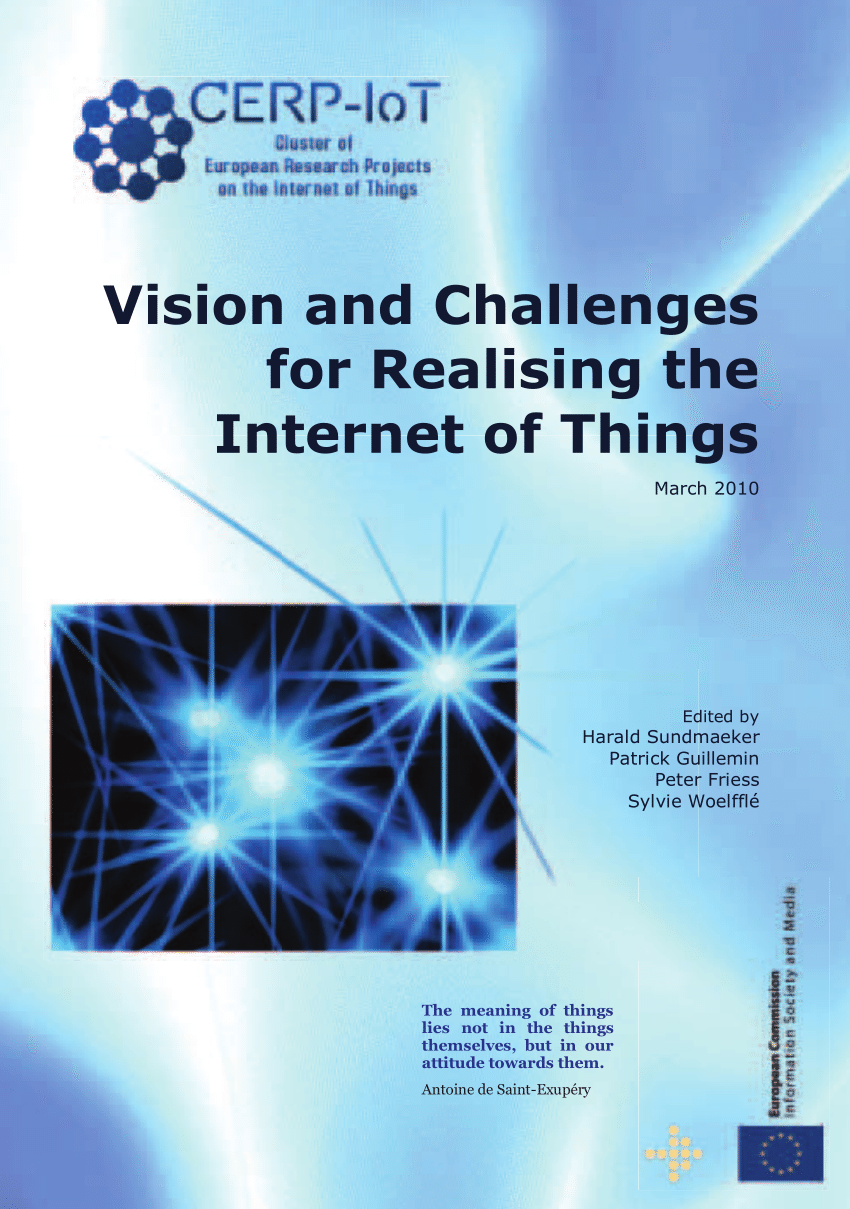 CERP-IoT
Cluster of
European Research Projects
on the Internet of Things
Vision and Challenges
for Realising the
Internet of Things
March 2010
Edited by
Harald Sundmaeker
Patrick Guillemin
Peter Friess
Sylvie Woelfflé
The meaning of things
lies not in the things
themselves, but in our
attitude towards them.
Antoine de Saint-Exupéry
European Commission
Information Society and Media